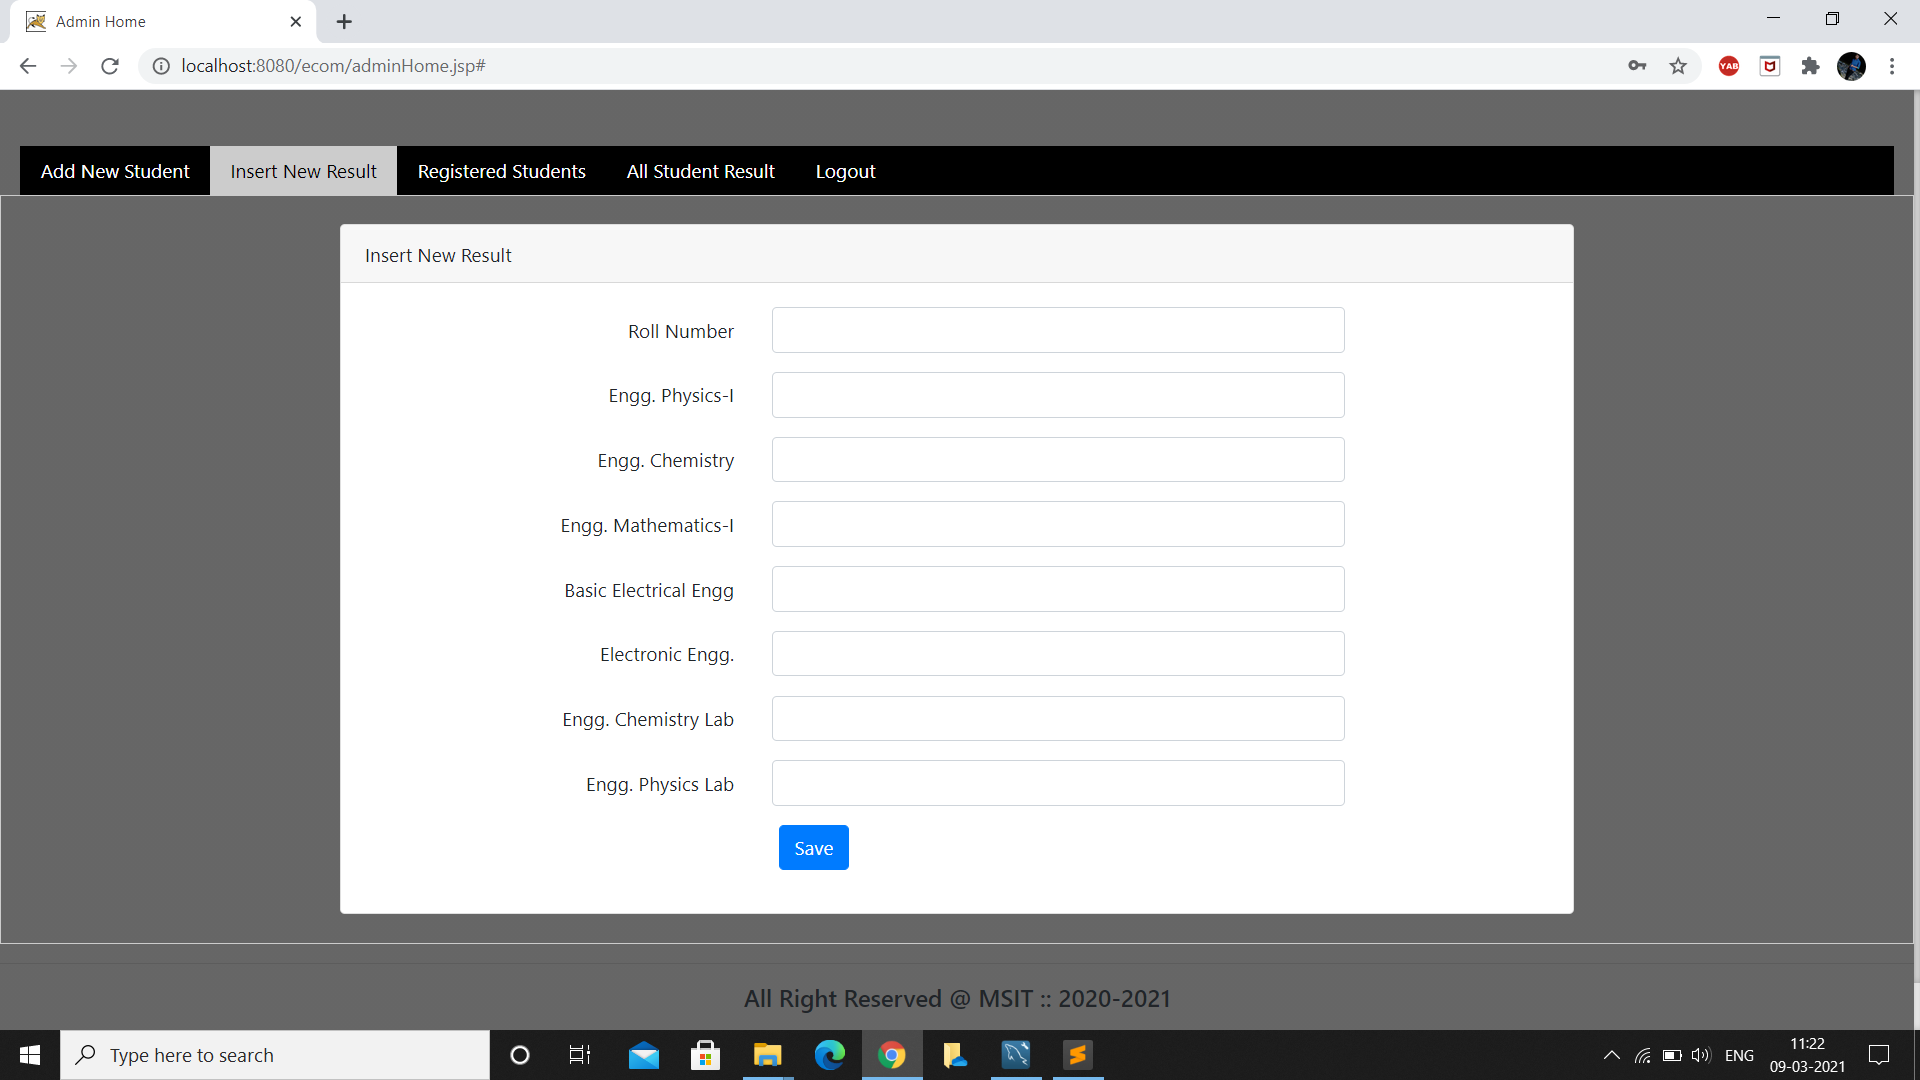 Admin Home
localhost:8080/ecom/adminHome.jsp#
YAB
Add New Student Insert New Result Registered Students All Student Result Logout
Insert New Result
Roll Number
Engg. Physics-I
Engg. Chemistry
Engg. Mathematics-I
Basic Electrical Engg
Electronic Engg.
Engg. Chemistry Lab
Engg. Physics Lab
Save
All Right Reserved @ MSIT :: 2020-2021
Type here to search
ENG
11:22
09-03-2021